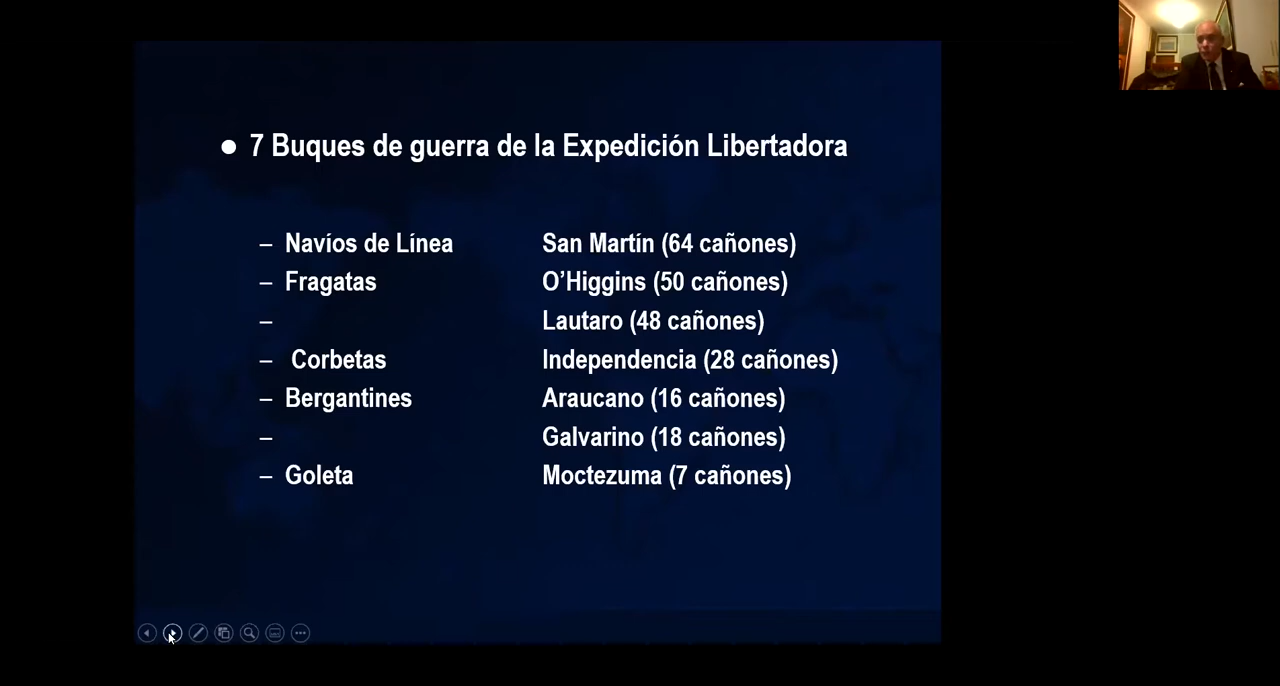 ● 7 Buques de guerra de la Expedición Libertadora
– Navíos de Línea San Martín (64 cañones)
– Fragatas O’Higgins (50 cañones)
– Lautaro (48 cañones)
– Corbetas Independencia (28 cañones)
– Bergantines Araucano (16 cañones)
– Galvarino (18 cañones)
– Goleta Moctezuma (7 cañones)